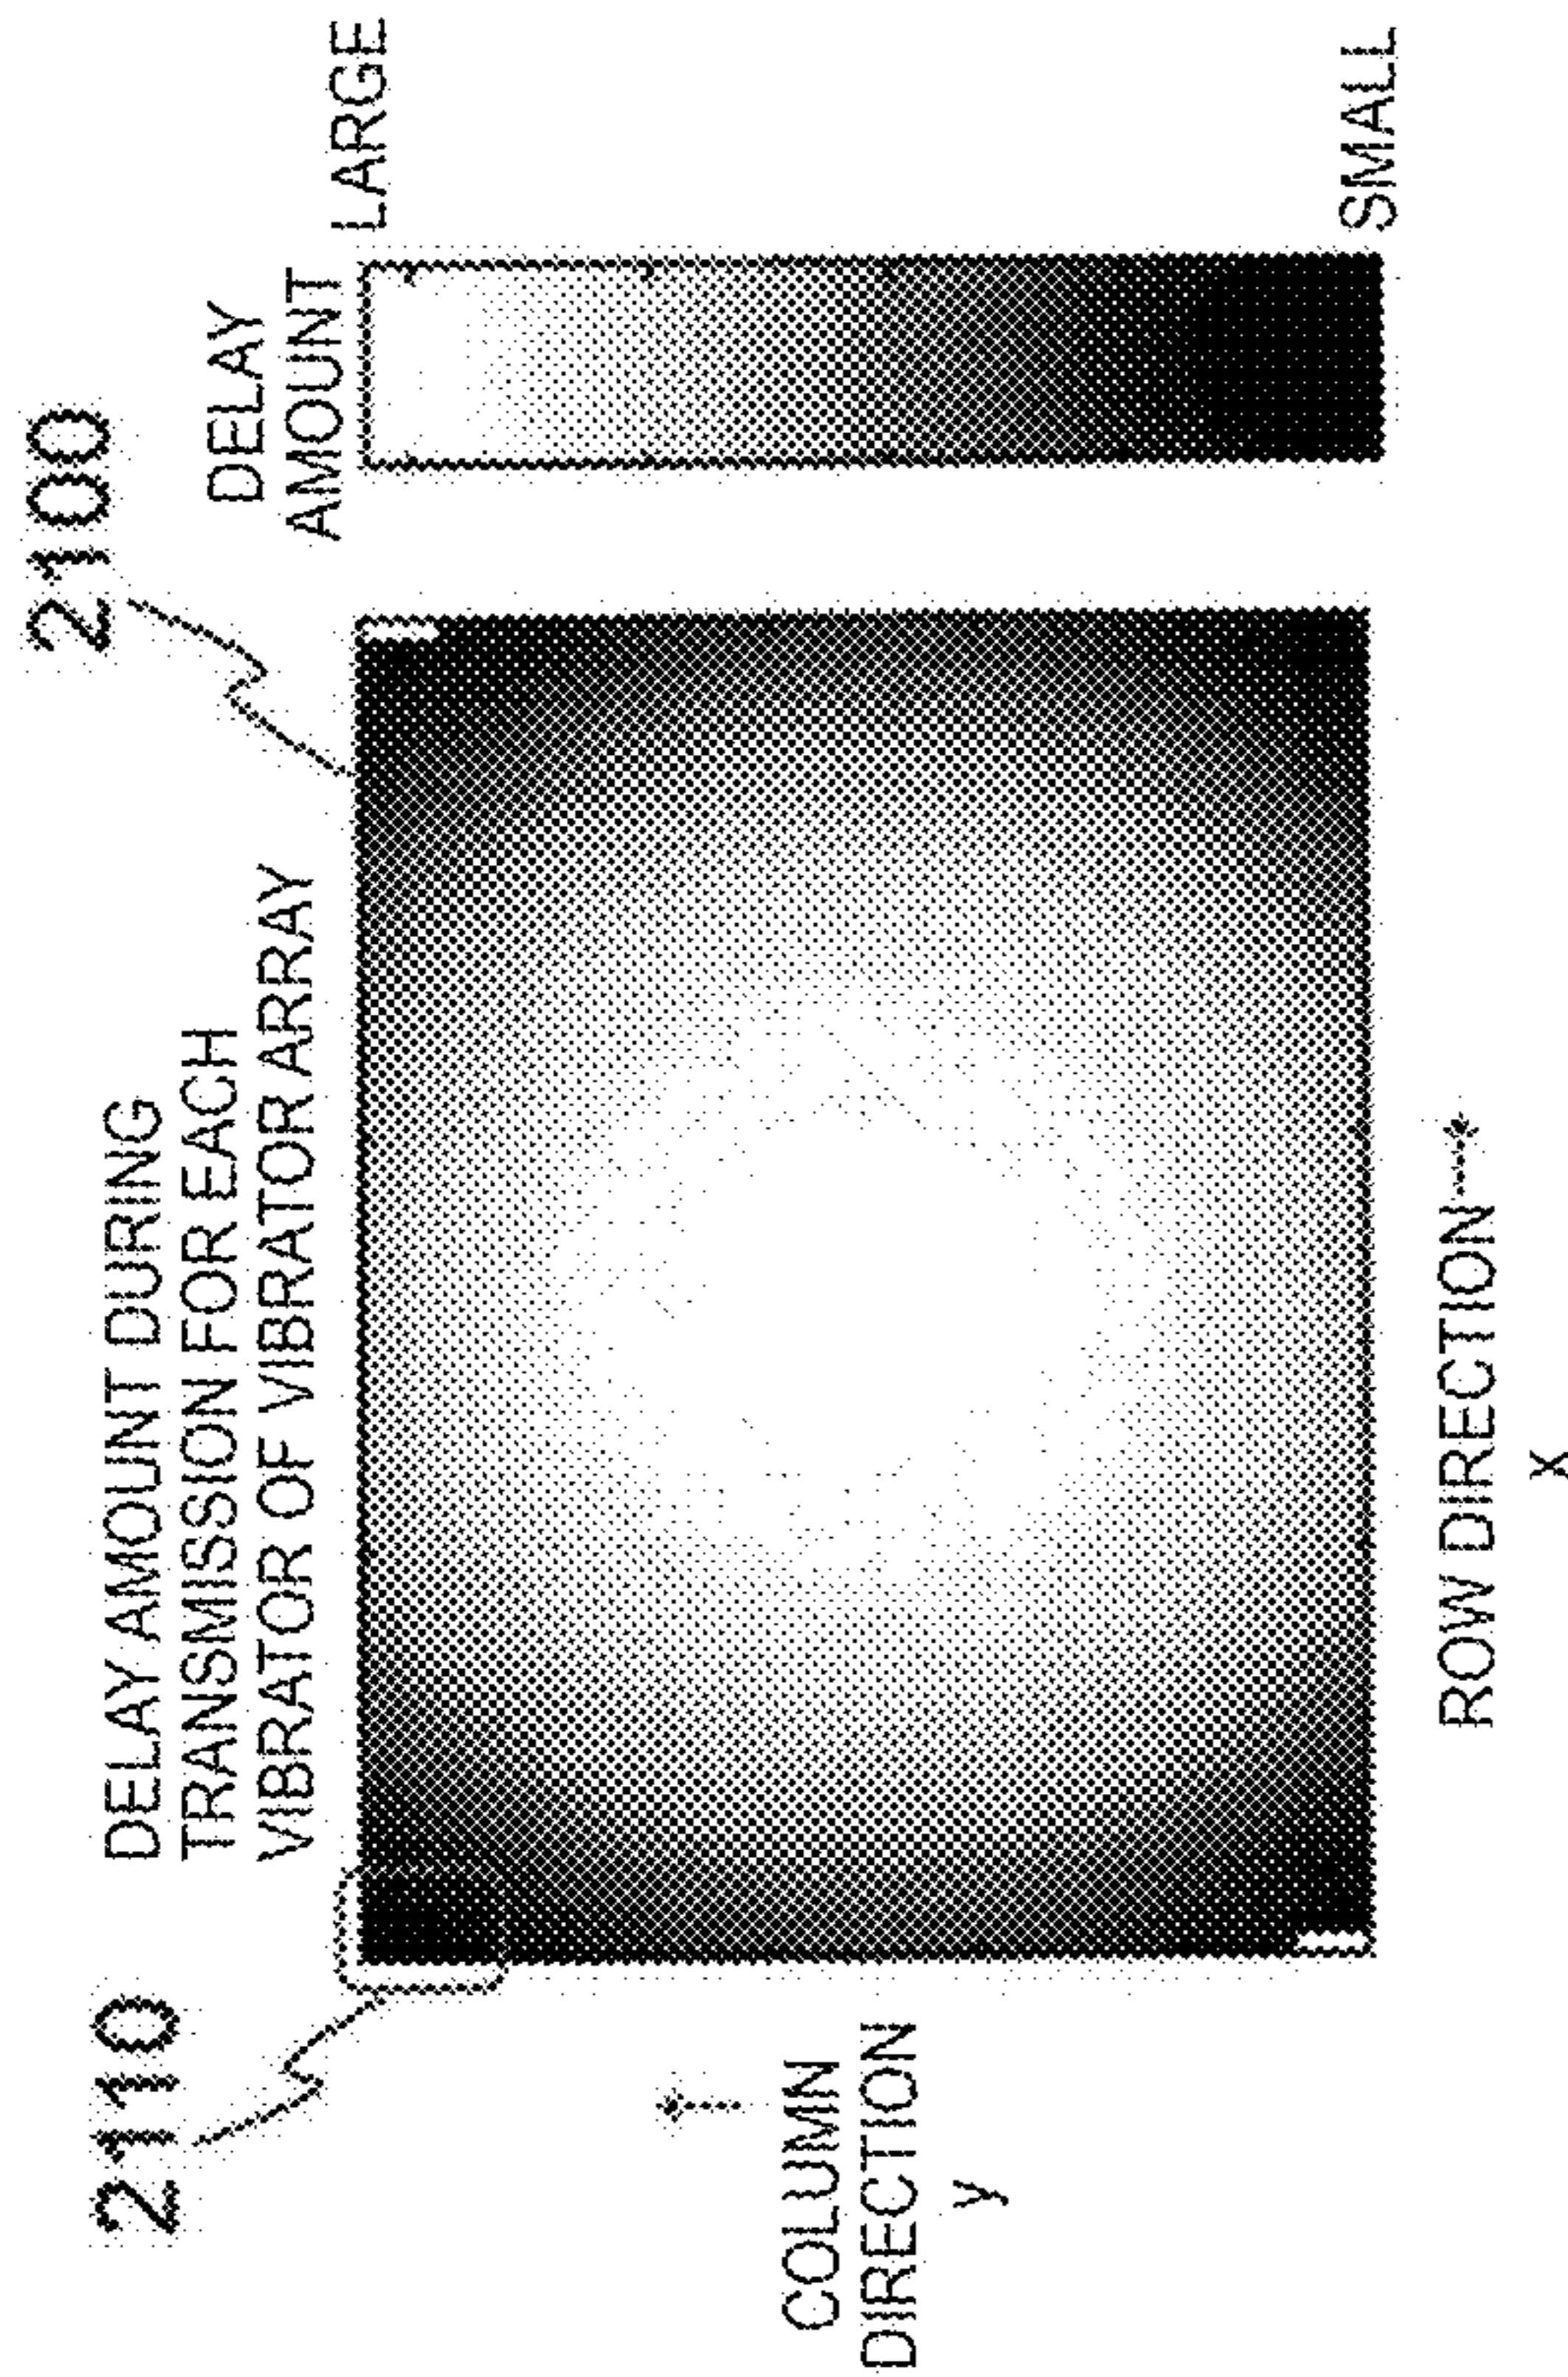 2100
DELAY AMOUNT DURING
TRANSMISSION FOR EACH
VIBRATOR OF VIBRATOR ARRAY
2110
DELAY
AMOUNT
LARGE
SMALL
COLUMN
DIRECTION
y
ROW DIRECTION
x